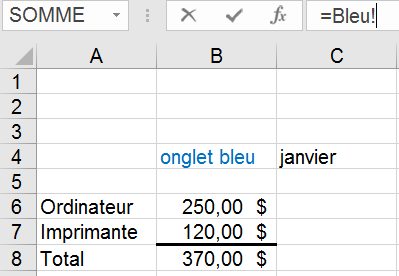 SOMME =Bleu!
A B C
1
2
3
4 onglet bleu janvier
5
6 Ordinateur 250,00 $
7 Imprimante 120,00 $
8 Total 370,00 $